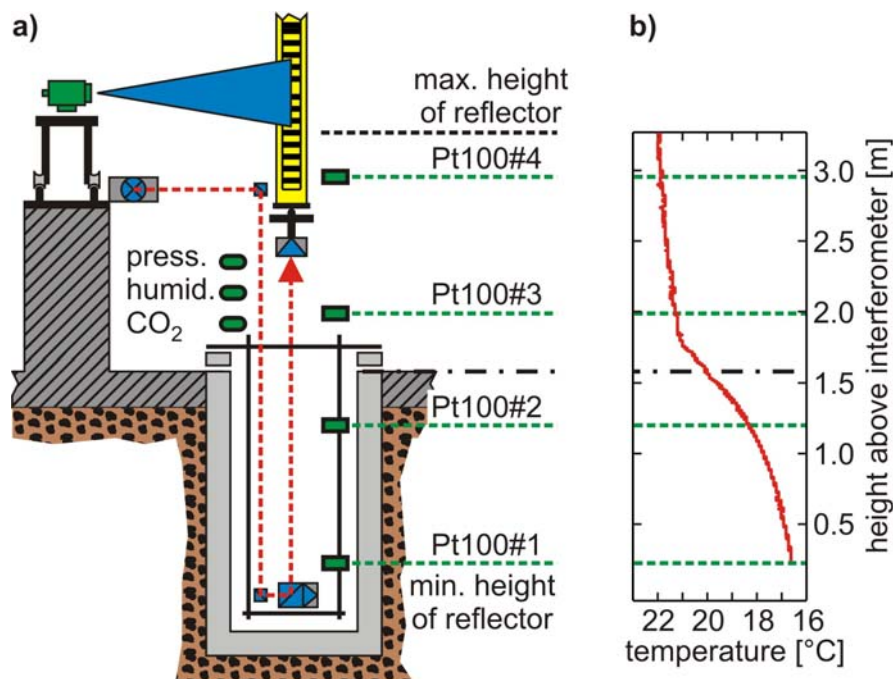 a)
max. height
of reflector
Pt100#4
press.
humid.
CO₂
Pt100#3
Pt100#2
Pt100#1
min. height
of reflector
b)
3.0
2.5
2.0
1.5
1.0
0.5
height above interferometer [m]
22 20 18 16
temperature [°C]